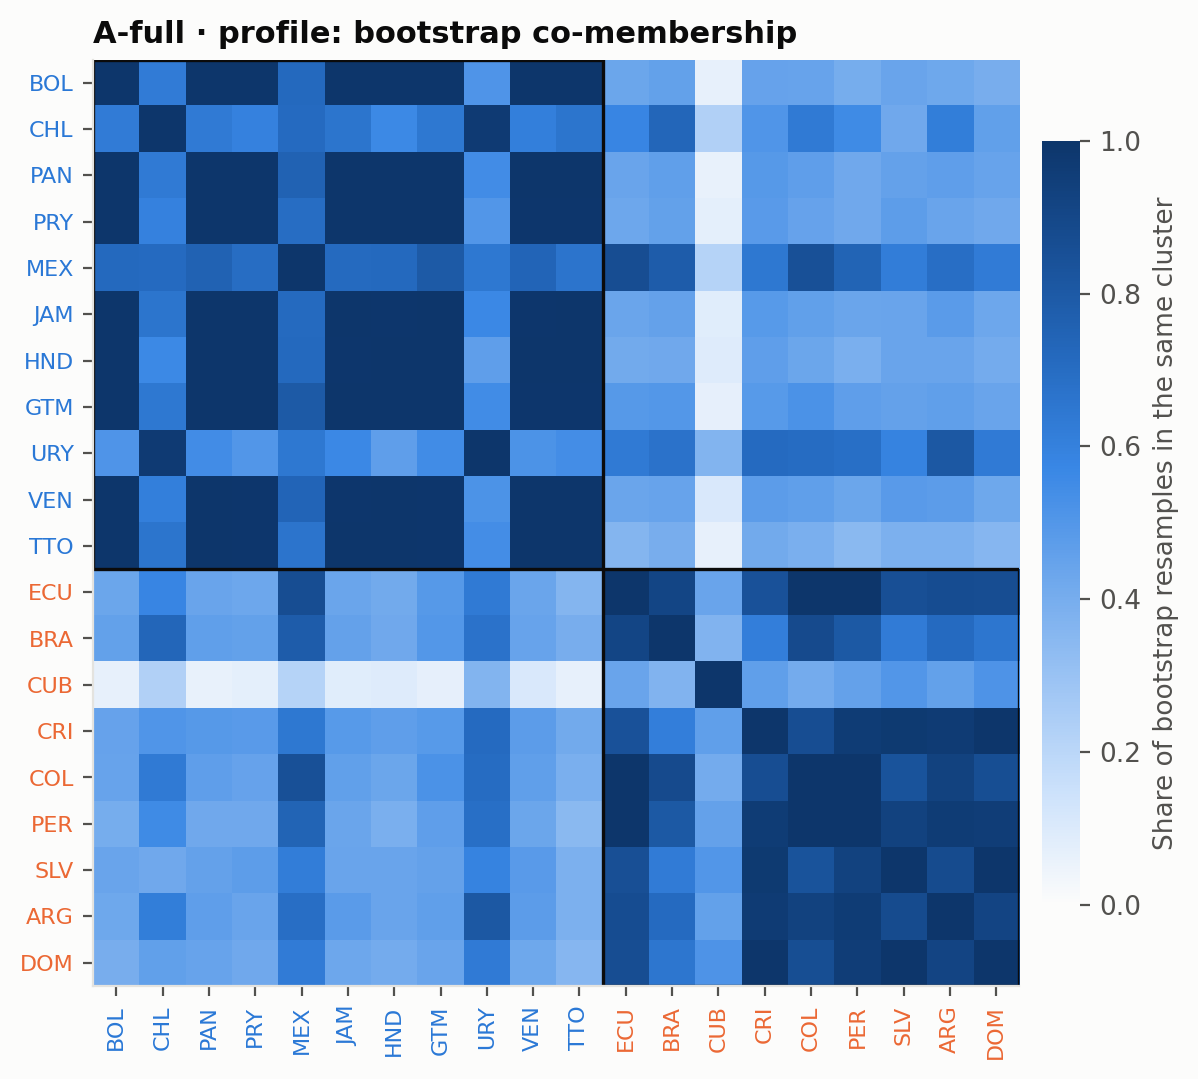 A-full · profile: bootstrap co-membership
BOL
CHL
PAN
PRY
MEX
JAM
HND
GTM
URY
VEN
TTO
ECU
BRA
CUB
CRI
COL
PER
SLV
ARG
DOM
BOL CHL PAN PRY MEX JAM HND GTM URY VEN TTO ECU BRA CUB CRI COL PER SLV ARG DOM
1.0
0.8
0.6
0.4
0.2
0.0
Share of bootstrap resamples in the same cluster